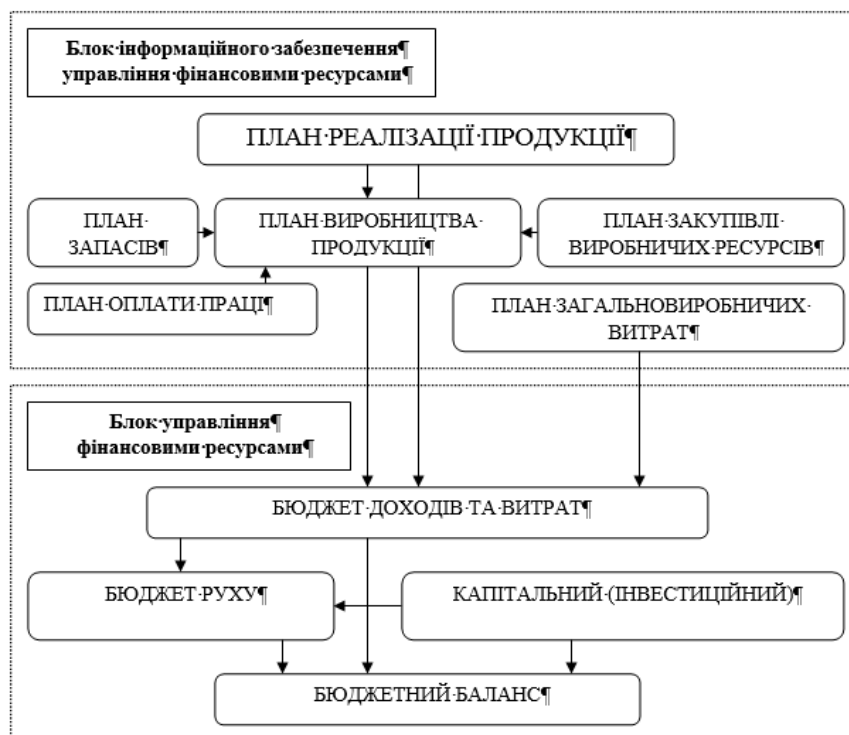 Блок·інформаційного·забезпечення¶
управління·фінансовими·ресурсами¶
ПЛАН·РЕАЛІЗАЦІЇ·ПРОДУКЦІЇ¶
ПЛАН·
ЗАПАСІВ¶
ПЛАН·ВИРОБНИЦТВА·
ПРОДУКЦІЇ¶
ПЛАН·ЗАКУПІВЛІ·
ВИРОБНИЧИХ·РЕСУРСІВ¶
ПЛАН·ОПЛАТИ·ПРАЦІ¶
ПЛАН·ЗАГАЛЬНОВИРОБНИЧИХ·
ВИТРАТ¶
Блок·управління¶
фінансовими·ресурсами¶
БЮДЖЕТ·ДОХОДІВ·ТА·ВИТРАТ¶
БЮДЖЕТ·РУХУ¶
КАПІТАЛЬНИЙ·(ІНВЕСТИЦІЙНИЙ)¶
БЮДЖЕТНИЙ·БАЛАНС¶